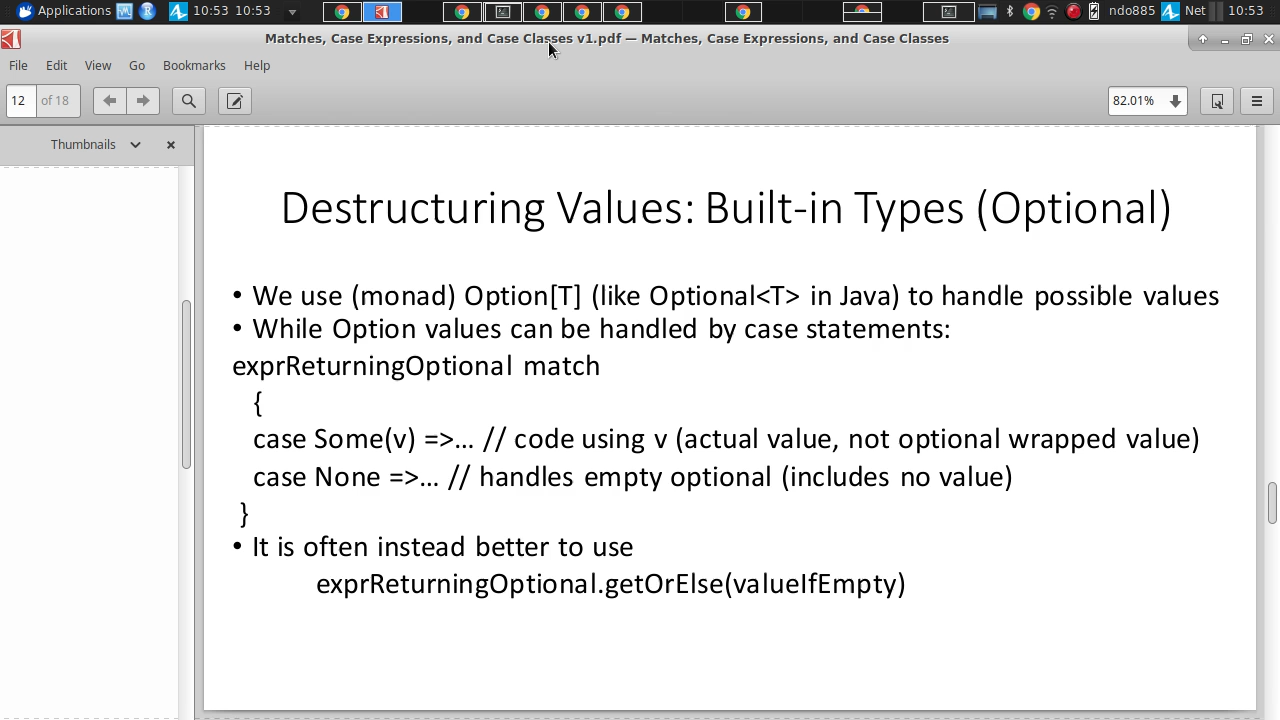 Applications 10:53 10:53 ndo885 Net 10:53
Matches, Case Expressions, and Case Classes v1.pdf — Matches, Case Expressions, and Case Classes
File Edit View Go Bookmarks Help
12 of 18 82.01%
Thumbnails
Destructuring Values: Built-in Types (Optional)
• We use (monad) Option[T] (like Optional<T> in Java) to handle possible values
• While Option values can be handled by case statements:
exprReturningOptional match
{
case Some(v) =>... // code using v (actual value, not optional wrapped value)
case None =>... // handles empty optional (includes no value)
}
• It is often instead better to use
exprReturningOptional.getOrElse(valueIfEmpty)